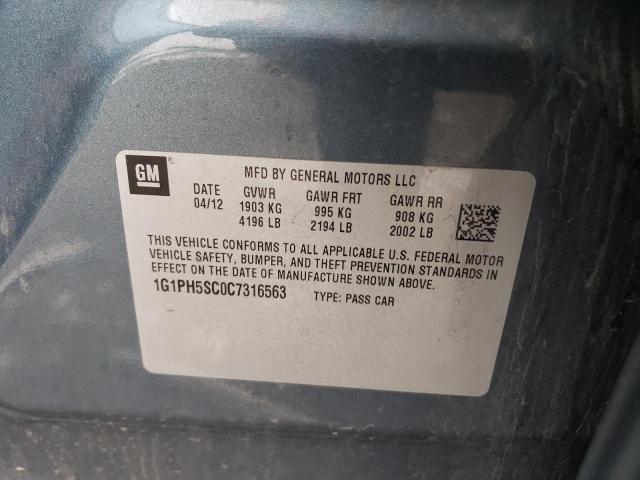 GM
MFD BY GENERAL MOTORS LLC
DATE GVWR GAWR FRT GAWR RR
04/12 1903 KG 995 KG 908 KG
4196 LB 2194 LB 2002 LB
THIS VEHICLE CONFORMS TO ALL APPLICABLE U.S. FEDERAL MOTOR
VEHICLE SAFETY, BUMPER, AND THEFT PREVENTION STANDARDS IN
EFFECT ON THE DATE OF MANUFACTURE SHOWN ABOVE.
1G1PH5SC0C7316563 TYPE: PASS CAR